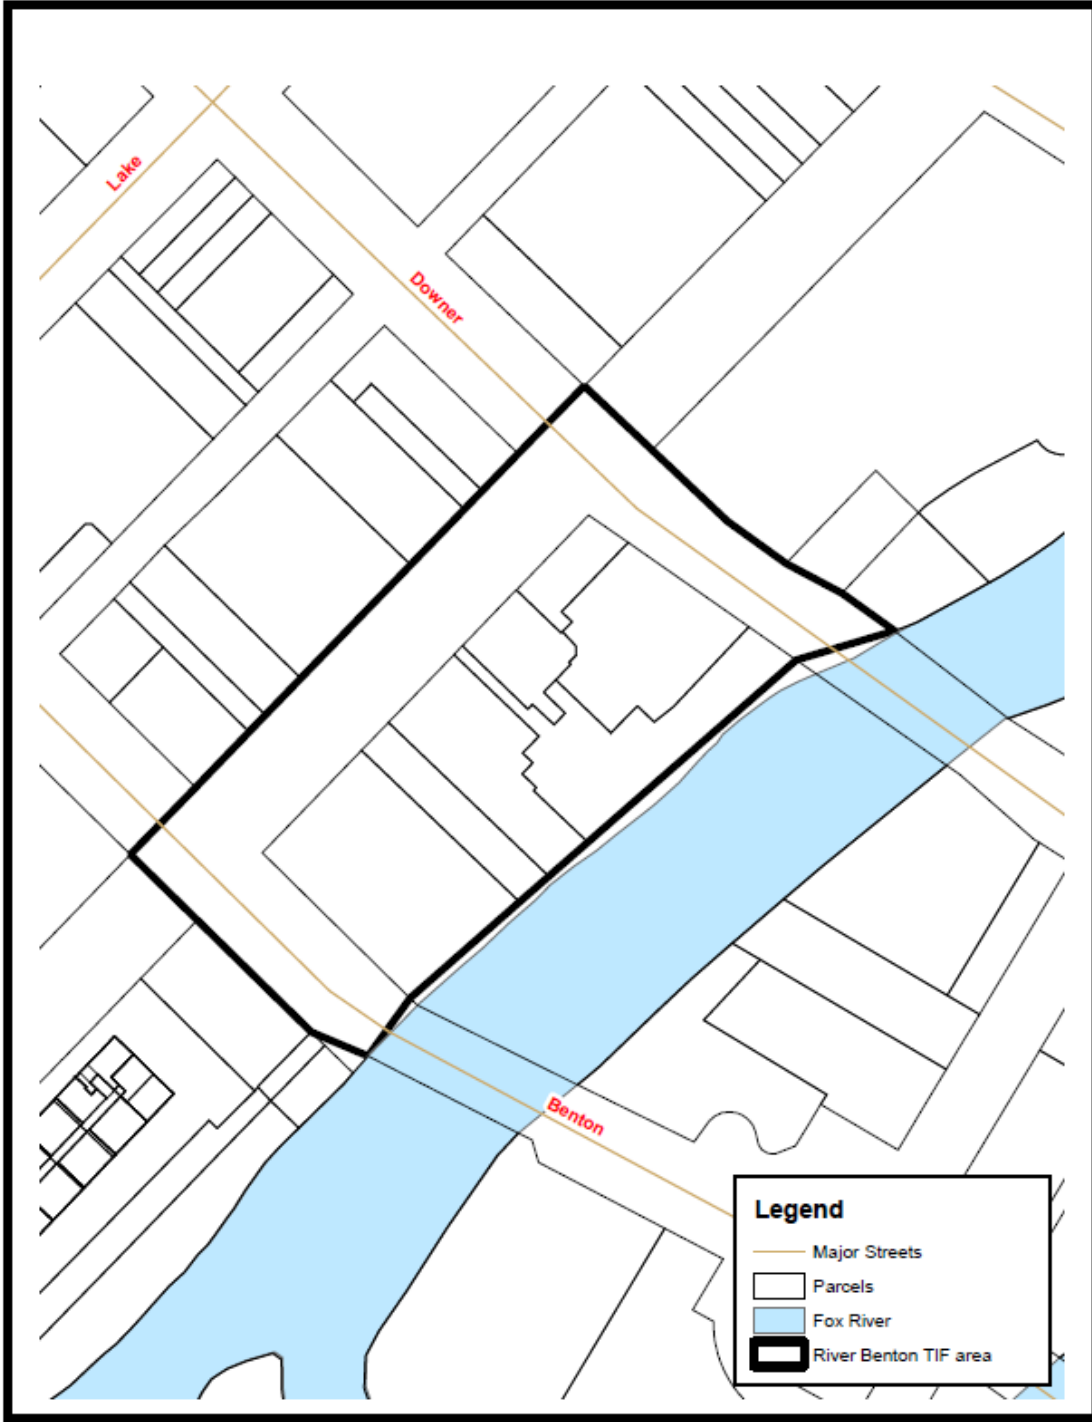 Lake
Downer
Benton
Legend
Major Streets
Parcels
Fox River
River Benton TIF area